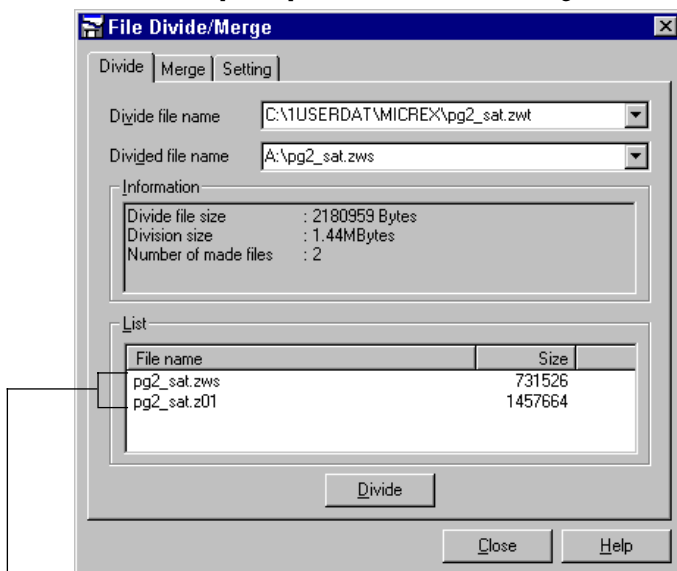 File Divide/Merge
Divide Merge Setting
Divide file name C:\1USERDAT\MICREX\pg2_sat.zwt
Divided file name A:\pg2_sat.zws
Information
Divide file size : 2180959 Bytes
Division size : 1.44MBytes
Number of made files : 2
List
File name Size
pg2_sat.zws 731526
pg2_sat.z01 1457664
Divide
Close Help